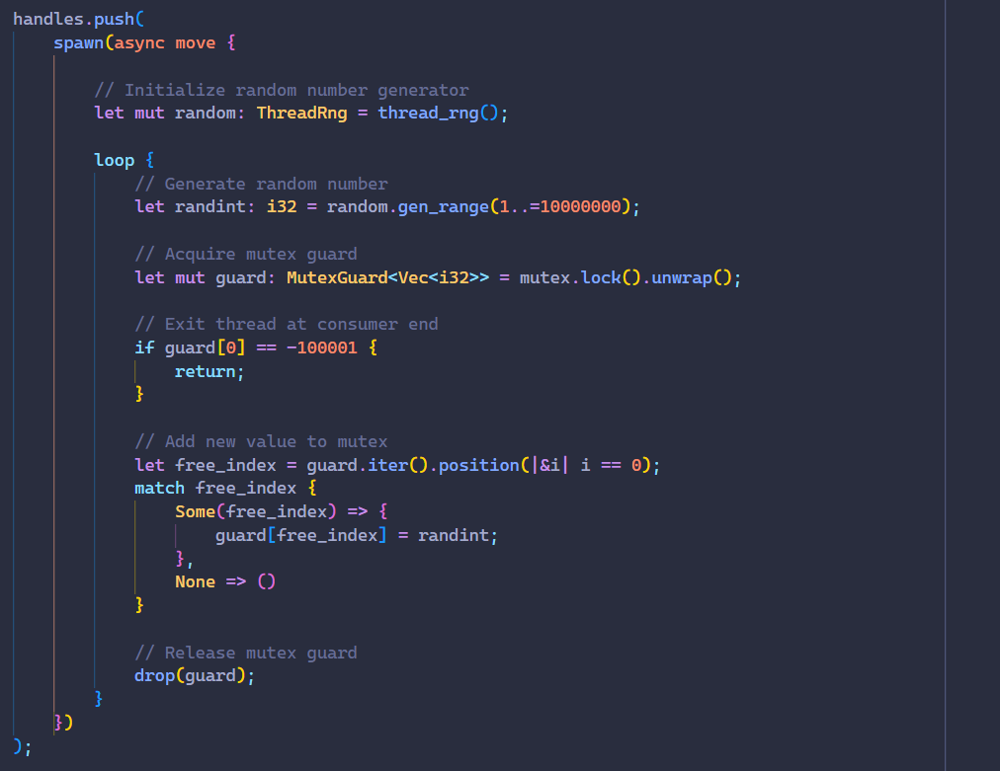 handles.push(
    spawn(async move {

        // Initialize random number generator
        let mut random: ThreadRng = thread_rng();

        loop {
            // Generate random number
            let randint: i32 = random.gen_range(1..=10000000);

            // Acquire mutex guard
            let mut guard: MutexGuard<Vec<i32>> = mutex.lock().unwrap();

            // Exit thread at consumer end
            if guard[0] == -100001 {
                return;
            }

            // Add new value to mutex
            let free_index = guard.iter().position(|&i| i == 0);
            match free_index {
                Some(free_index) => {
                    guard[free_index] = randint;
                },
                None => ()
            }

            // Release mutex guard
            drop(guard);
        }
    })
);